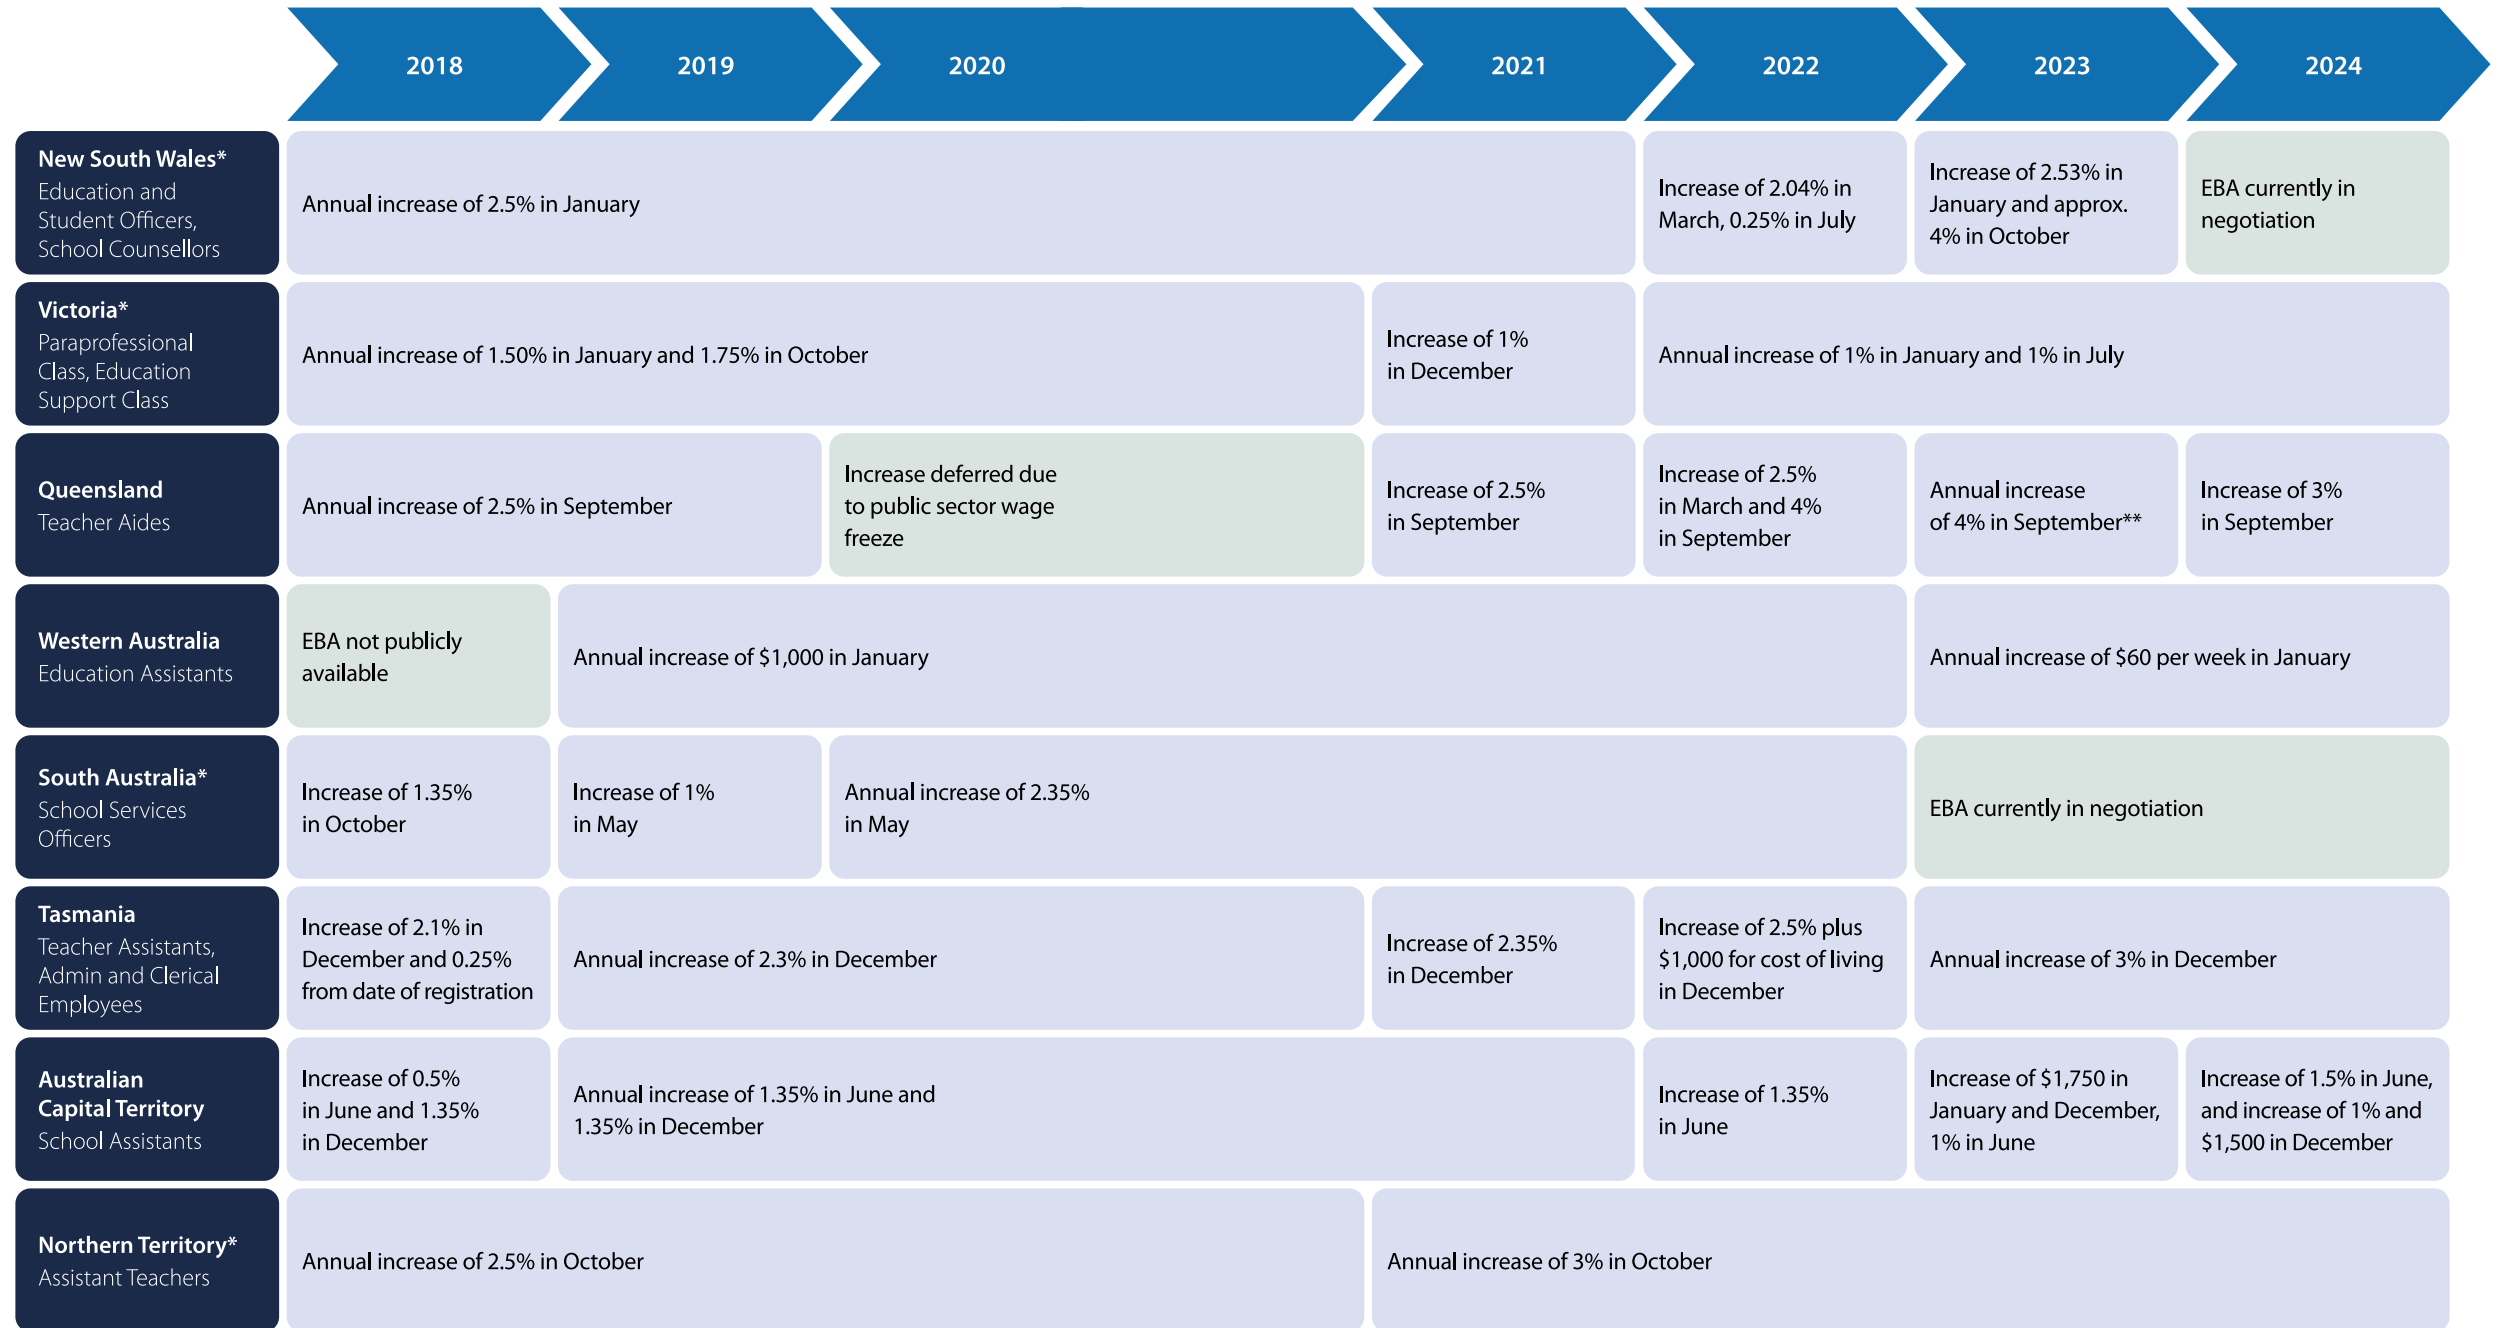 2018
2019
2020
2021
2022
2023
2024
New South Wales*
Education and
Student Officers,
School Counsellors
Annual increase of 2.5% in January
Increase of 2.04% in
March, 0.25% in July
Increase of 2.53% in
January and approx.
4% in October
EBA currently in
negotiation
Victoria*
Paraprofessional
Class, Education
Support Class
Annual increase of 1.50% in January and 1.75% in October
Increase of 1%
in December
Annual increase of 1% in January and 1% in July
Queensland
Teacher Aides
Annual increase of 2.5% in September
Increase deferred due
to public sector wage
freeze
Increase of 2.5%
in September
Increase of 2.5%
in March and 4%
in September
Annual increase
of 4% in September**
Increase of 3%
in September
Western Australia
Education Assistants
EBA not publicly
available
Annual increase of $1,000 in January
Annual increase of $60 per week in January
South Australia*
School Services
Officers
Increase of 1.35%
in October
Increase of 1%
in May
Annual increase of 2.35%
in May
EBA currently in negotiation
Tasmania
Teacher Assistants,
Admin and Clerical
Employees
Increase of 2.1% in
December and 0.25%
from date of registration
Annual increase of 2.3% in December
Increase of 2.35%
in December
Increase of 2.5% plus
$1,000 for cost of living
in December
Annual increase of 3% in December
Australian
Capital Territory
School Assistants
Increase of 0.5%
in June and 1.35%
in December
Annual increase of 1.35% in June and
1.35% in December
Increase of 1.35%
in June
Increase of $1,750 in
January and December,
1% in June
Increase of 1.5% in June,
and increase of 1% and
$1,500 in December
Northern Territory*
Assistant Teachers
Annual increase of 2.5% in October
Annual increase of 3% in October